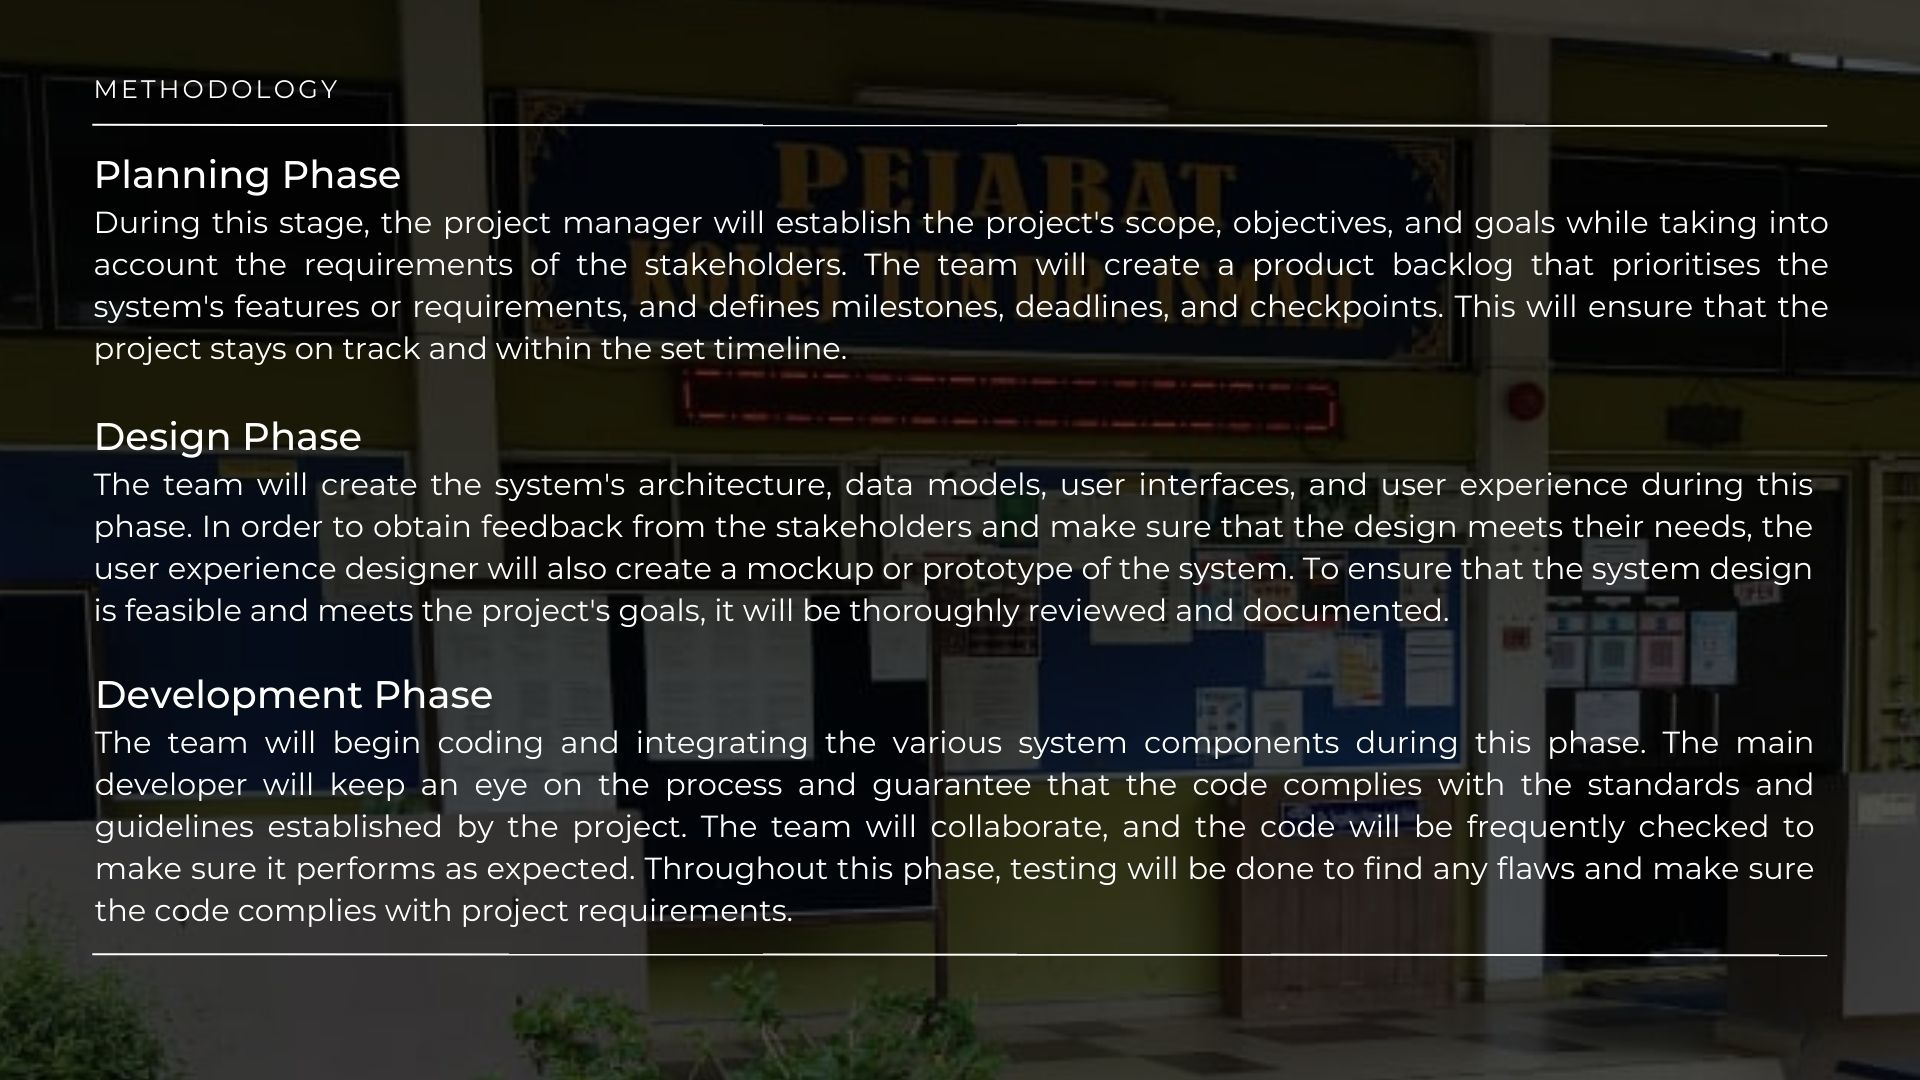 METHODOLOGY
PEJABAT
KOLEJ TUN DR. ISMAIL
Planning Phase
During this stage, the project manager will establish the project's scope, objectives, and goals while taking into
account the requirements of the stakeholders. The team will create a product backlog that prioritises the
system's features or requirements, and defines milestones, deadlines, and checkpoints. This will ensure that the
project stays on track and within the set timeline.
Design Phase
The team will create the system's architecture, data models, user interfaces, and user experience during this
phase. In order to obtain feedback from the stakeholders and make sure that the design meets their needs, the
user experience designer will also create a mockup or prototype of the system. To ensure that the system design
is feasible and meets the project's goals, it will be thoroughly reviewed and documented.
Development Phase
The team will begin coding and integrating the various system components during this phase. The main
developer will keep an eye on the process and guarantee that the code complies with the standards and
guidelines established by the project. The team will collaborate, and the code will be frequently checked to
make sure it performs as expected. Throughout this phase, testing will be done to find any flaws and make sure
the code complies with project requirements.